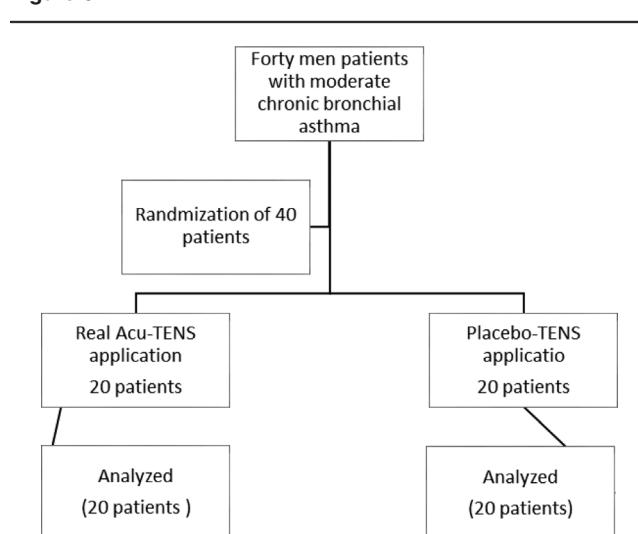 Forty men patients
with moderate
chronic bronchial
asthma
Randmization of 40
patients
Real Acu-TENS
application
20 patients
Placebo-TENS
applicatio
20 patients
Analyzed
(20 patients )
Analyzed
(20 patients)